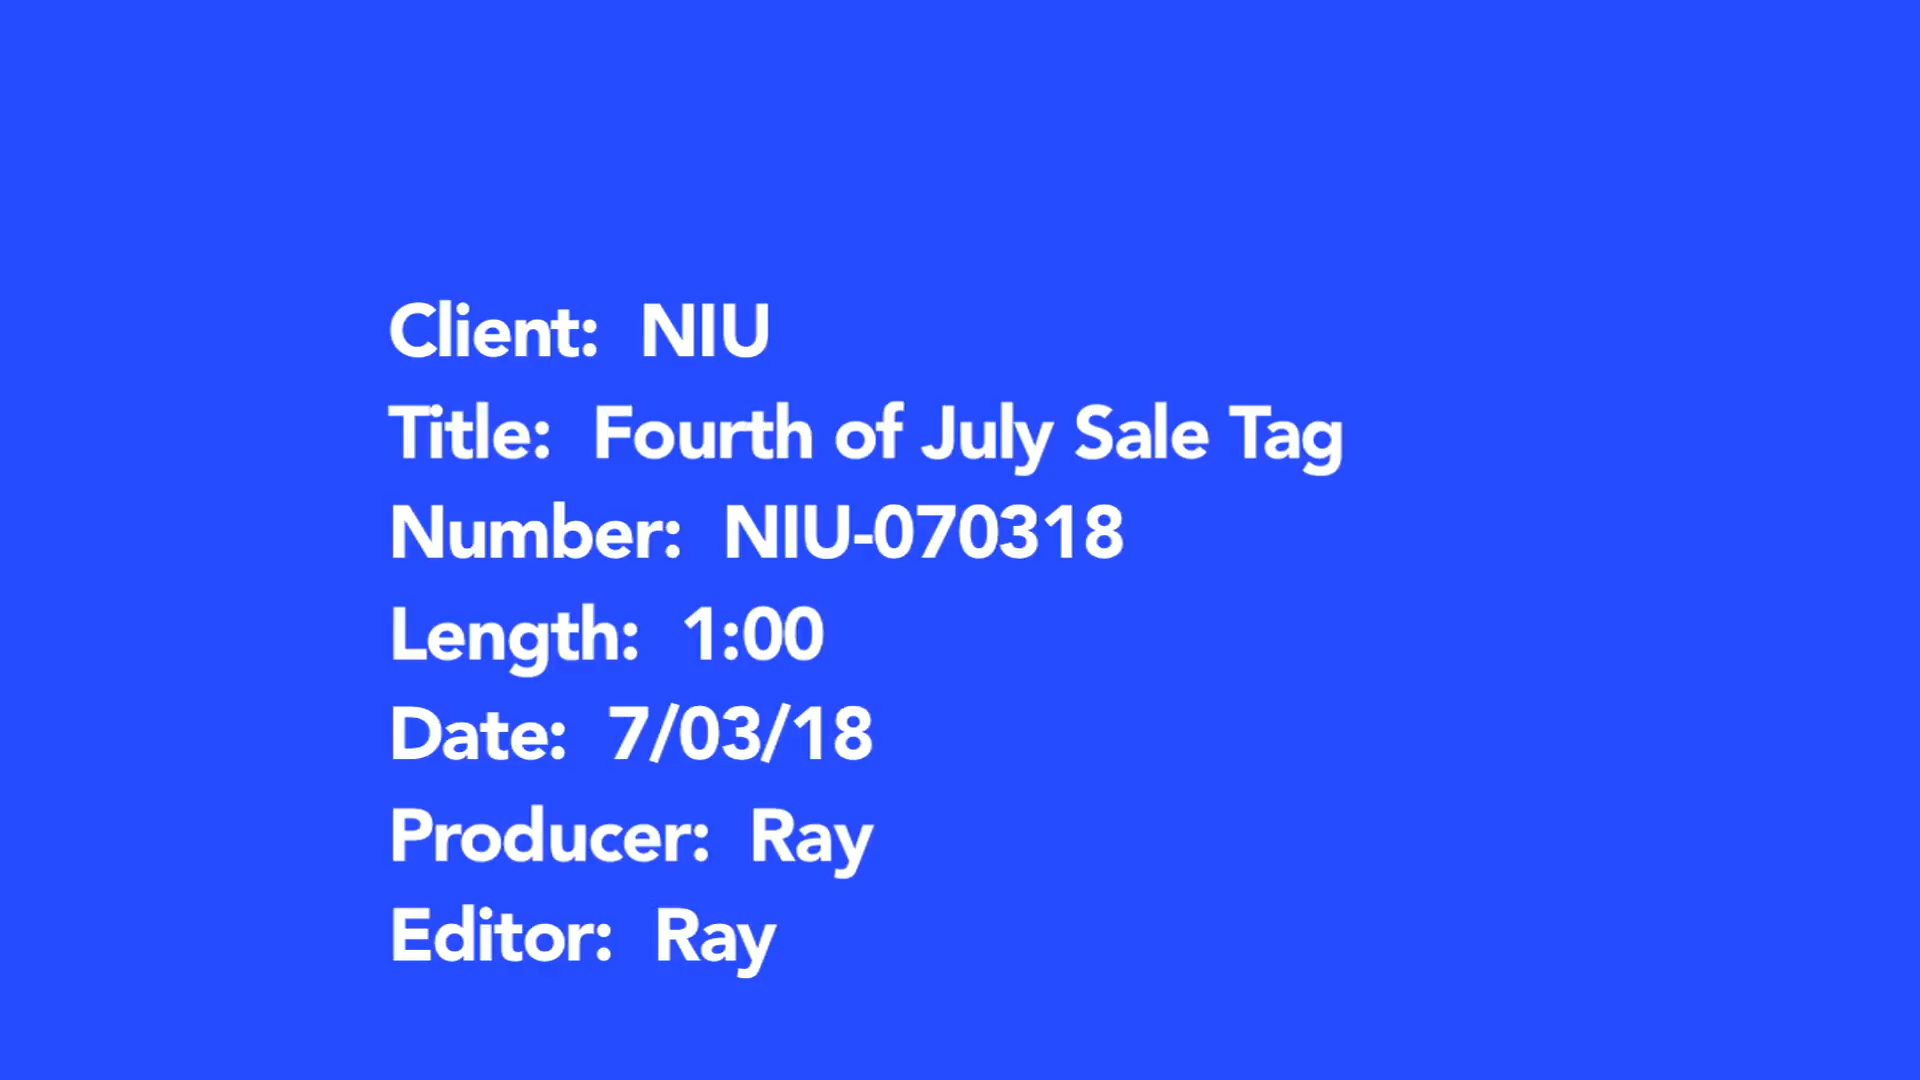 Client: NIU
Title: Fourth of July Sale Tag
Number: NIU-070318
Length: 1:00
Date: 7/03/18
Producer: Ray
Editor: Ray